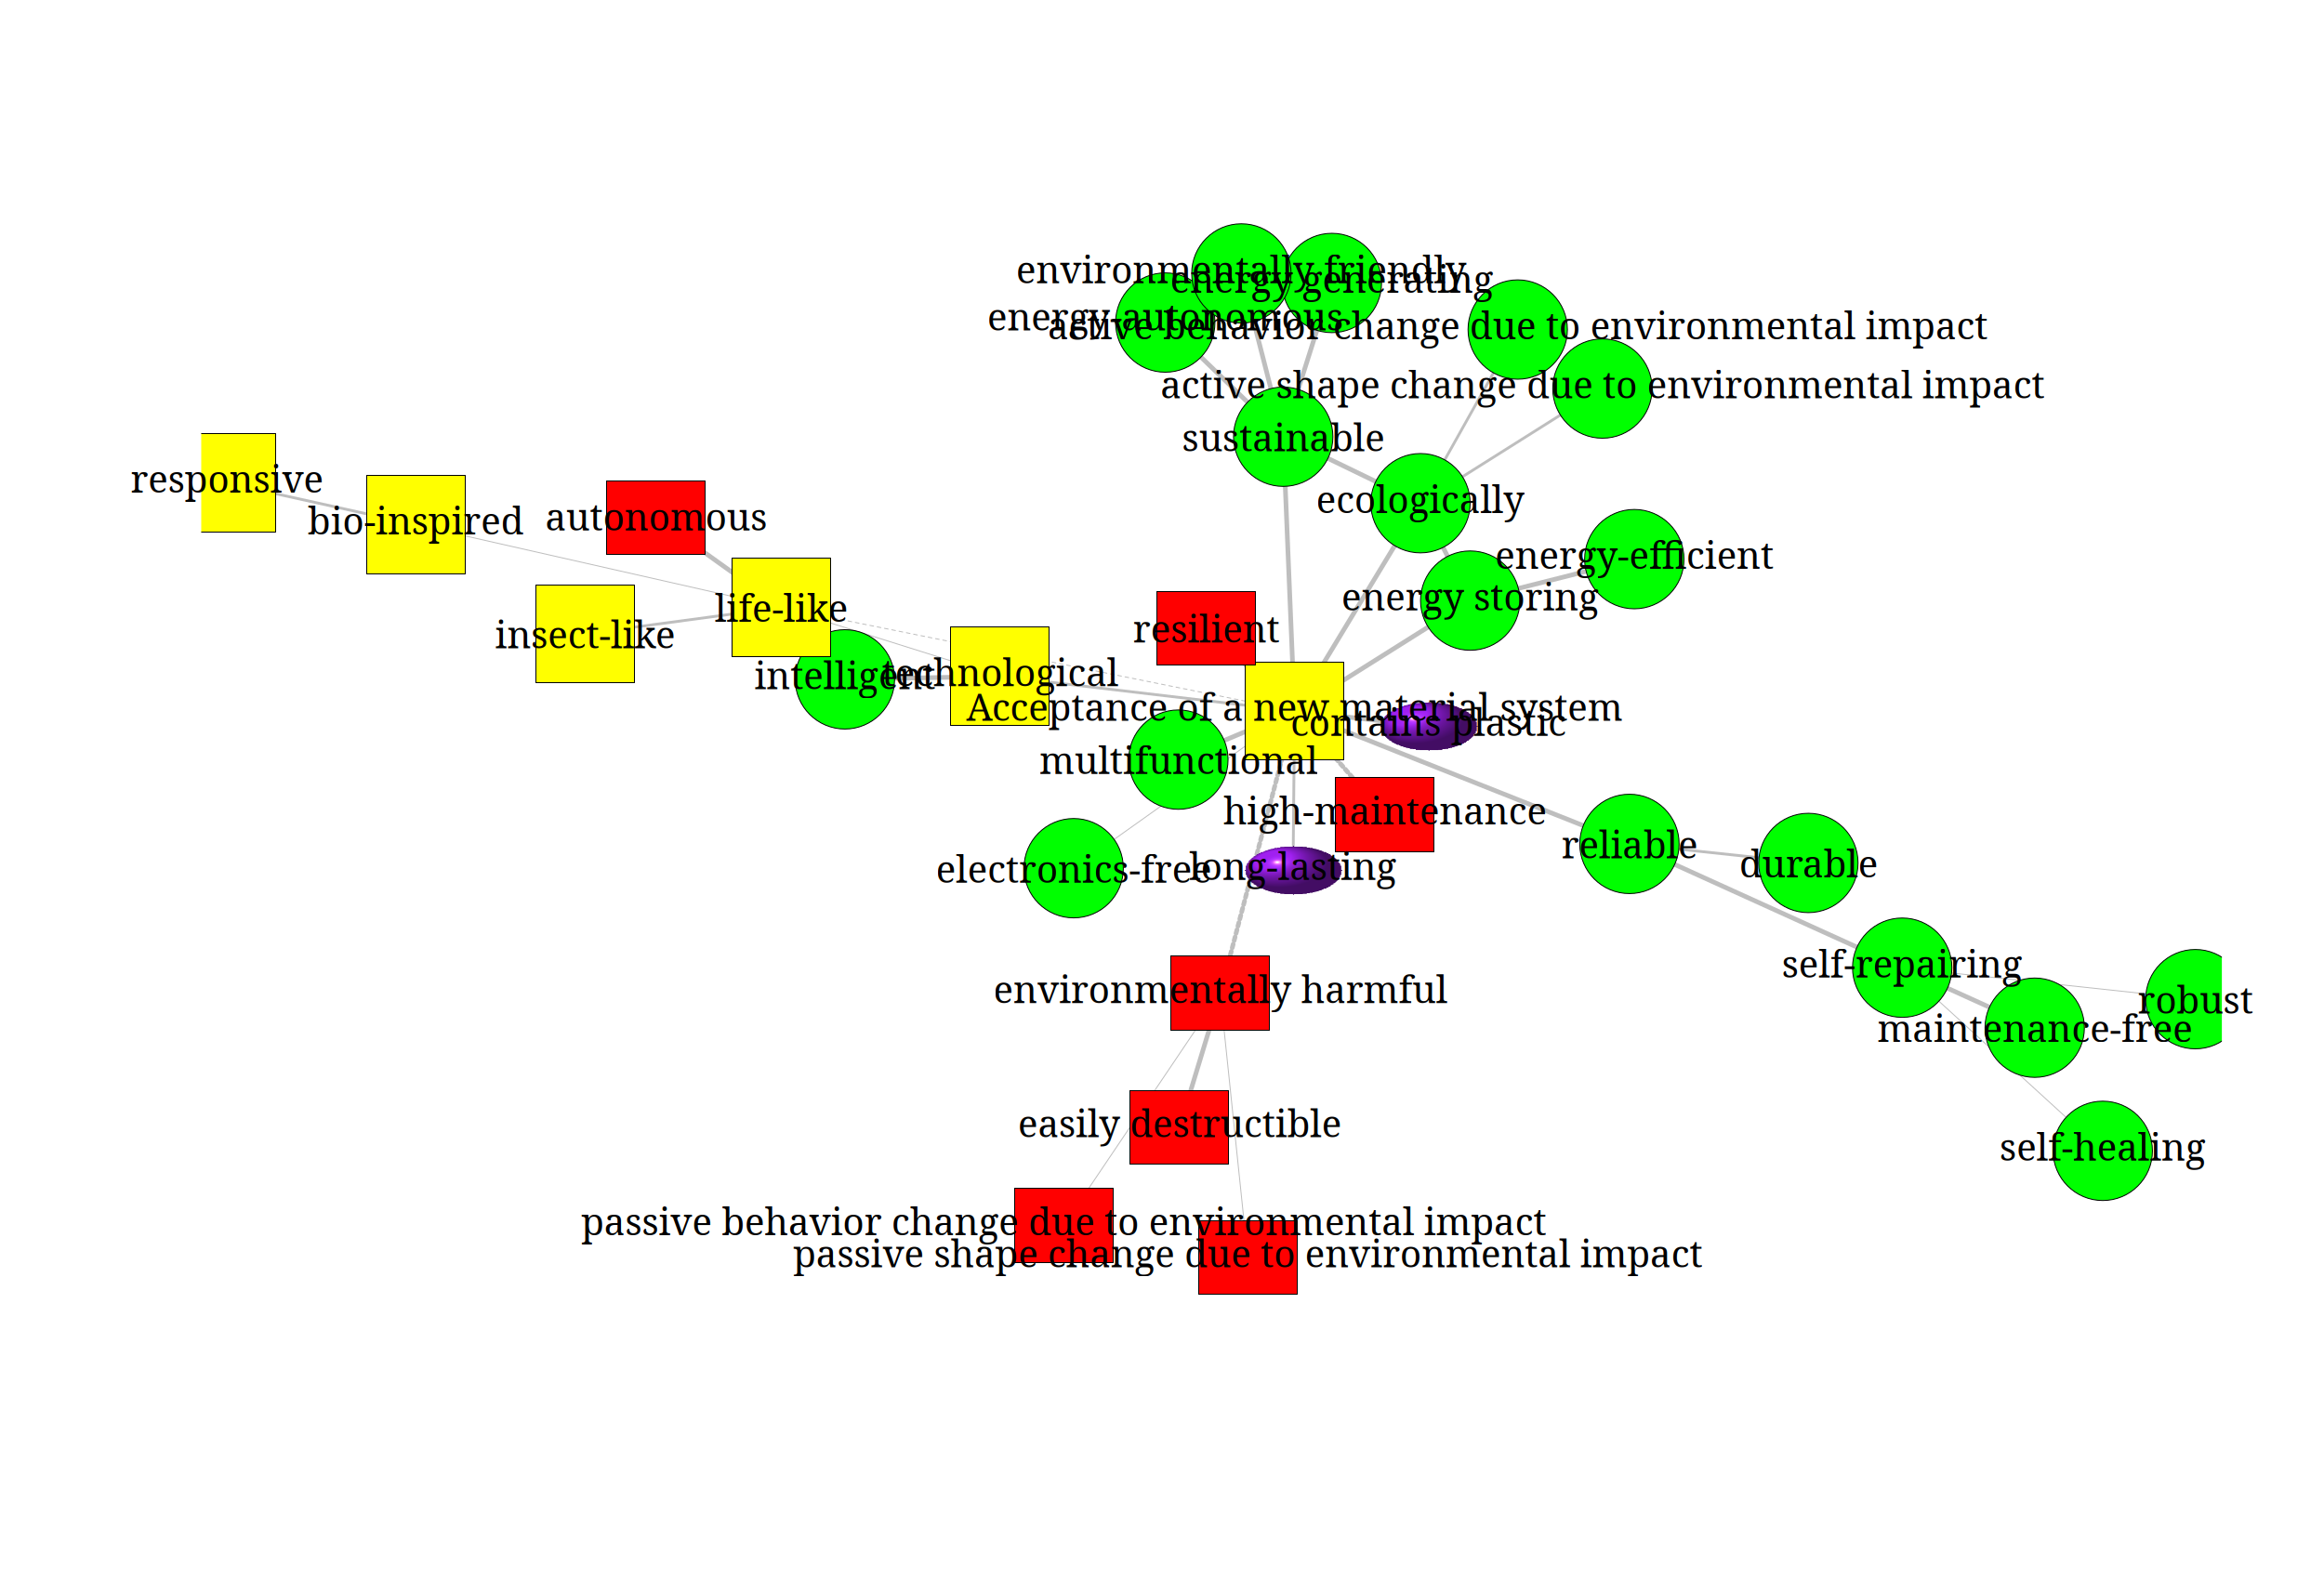 environmentally friendly
energy generating
energy autonomous
active behavior change due to environmental impact
active shape change due to environmental impact
sustainable
responsive
ecologically
bio-inspired
autonomous
energy-efficient
energy storing
life-like
insect-like
resilient
intelligent
technological
Acceptance of a new material system
contains plastic
multifunctional
high-maintenance
reliable
durable
electronics-free
long-lasting
self-repairing
environmentally harmful
robust
maintenance-free
easily destructible
self-healing
passive behavior change due to environmental impact
passive shape change due to environmental impact